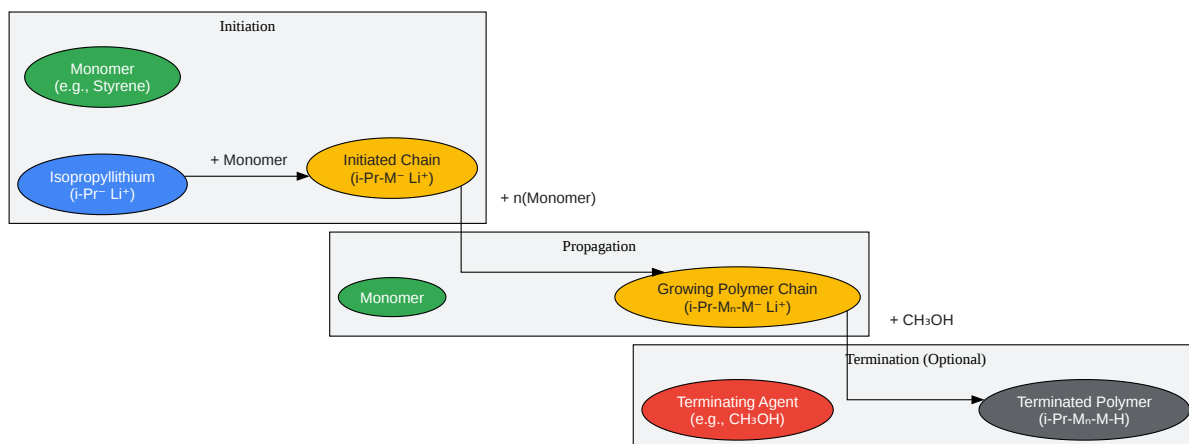 Initiation
Monomer
(e.g., Styrene)
+ Monomer
Isopropyllithium
(i-Pr⁻ Li⁺)
Initiated Chain
(i-Pr-M⁻ Li⁺)
+ n(Monomer)
Propagation
Monomer
Growing Polymer Chain
(i-Pr-Mₙ-M⁻ Li⁺)
+ CH₃OH
Termination (Optional)
Terminating Agent
(e.g., CH₃OH)
Terminated Polymer
(i-Pr-Mₙ-M-H)